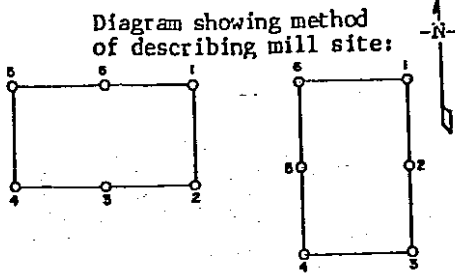 Diagram showing method
of describing mill site:
-N-
5 6 1
4 3 2
6 1
5 2
4 3